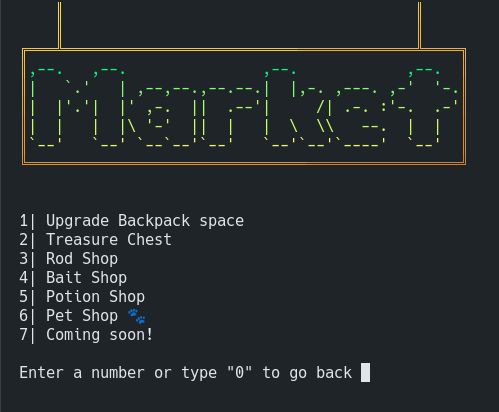 Market
1| Upgrade Backpack space
2| Treasure Chest
3| Rod Shop
4| Bait Shop
5| Potion Shop
6| Pet Shop 🐾
7| Coming soon!
Enter a number or type "0" to go back